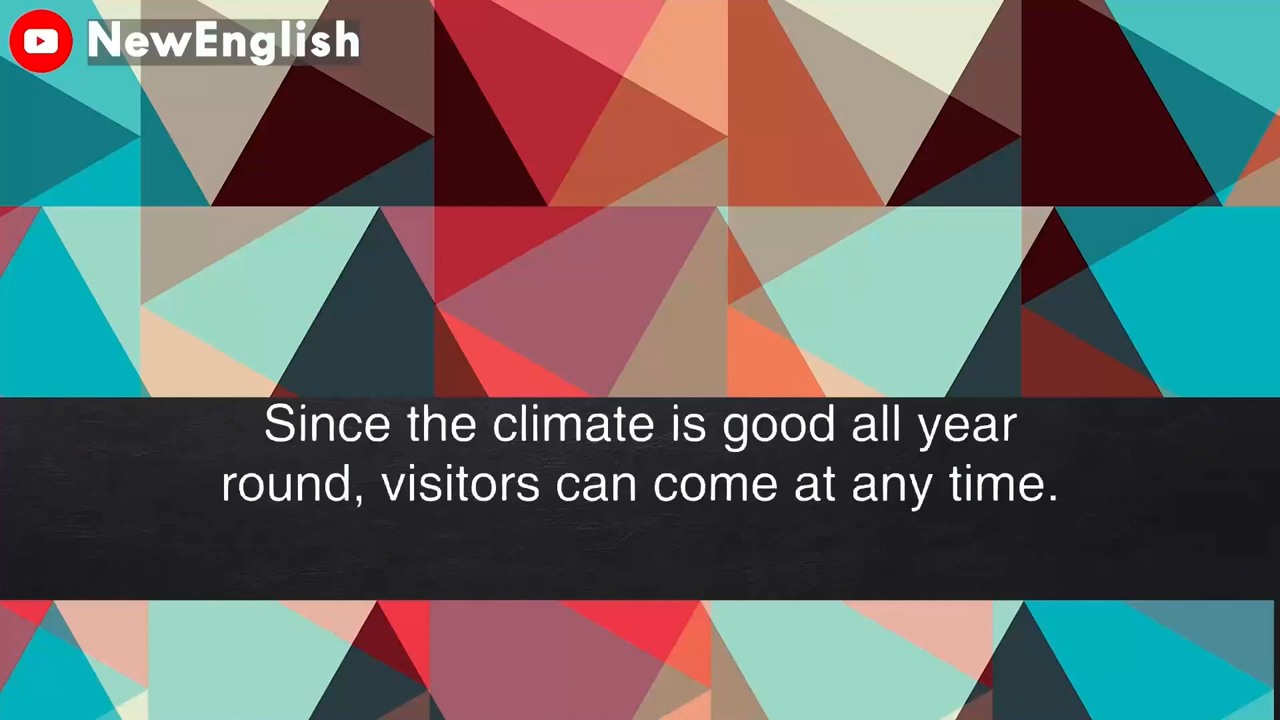 NewEnglish
Since the climate is good all year
round, visitors can come at any time.